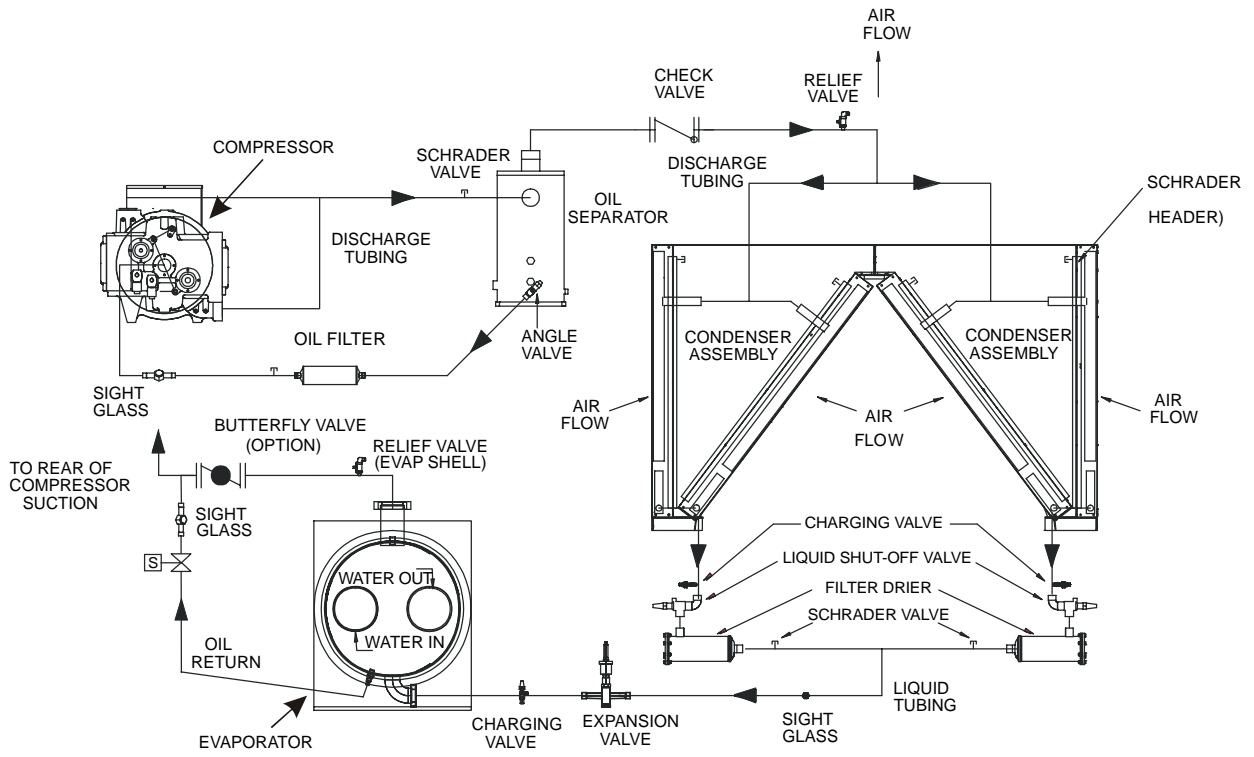 AIR
FLOW
CHECK
VALVE
RELIEF
VALVE
COMPRESSOR
SCHRADER
VALVE
DISCHARGE
TUBING
SCHRADER
HEADER)
OIL
SEPARATOR
DISCHARGE
TUBING
OIL FILTER
ANGLE
VALVE
CONDENSER
ASSEMBLY
CONDENSER
ASSEMBLY
SIGHT
GLASS
AIR
FLOW
AIR
FLOW
AIR
FLOW
BUTTERFLY VALVE
(OPTION)
RELIEF VALVE
(EVAP SHELL)
TO REAR OF
COMPRESSOR
SUCTION
SIGHT
GLASS
S
CHARGING VALVE
LIQUID SHUT-OFF VALVE
FILTER DRIER
SCHRADER VALVE
WATER OUT
WATER IN
OIL
RETURN
LIQUID
TUBING
EVAPORATOR
CHARGING
VALVE
EXPANSION
VALVE
SIGHT
GLASS